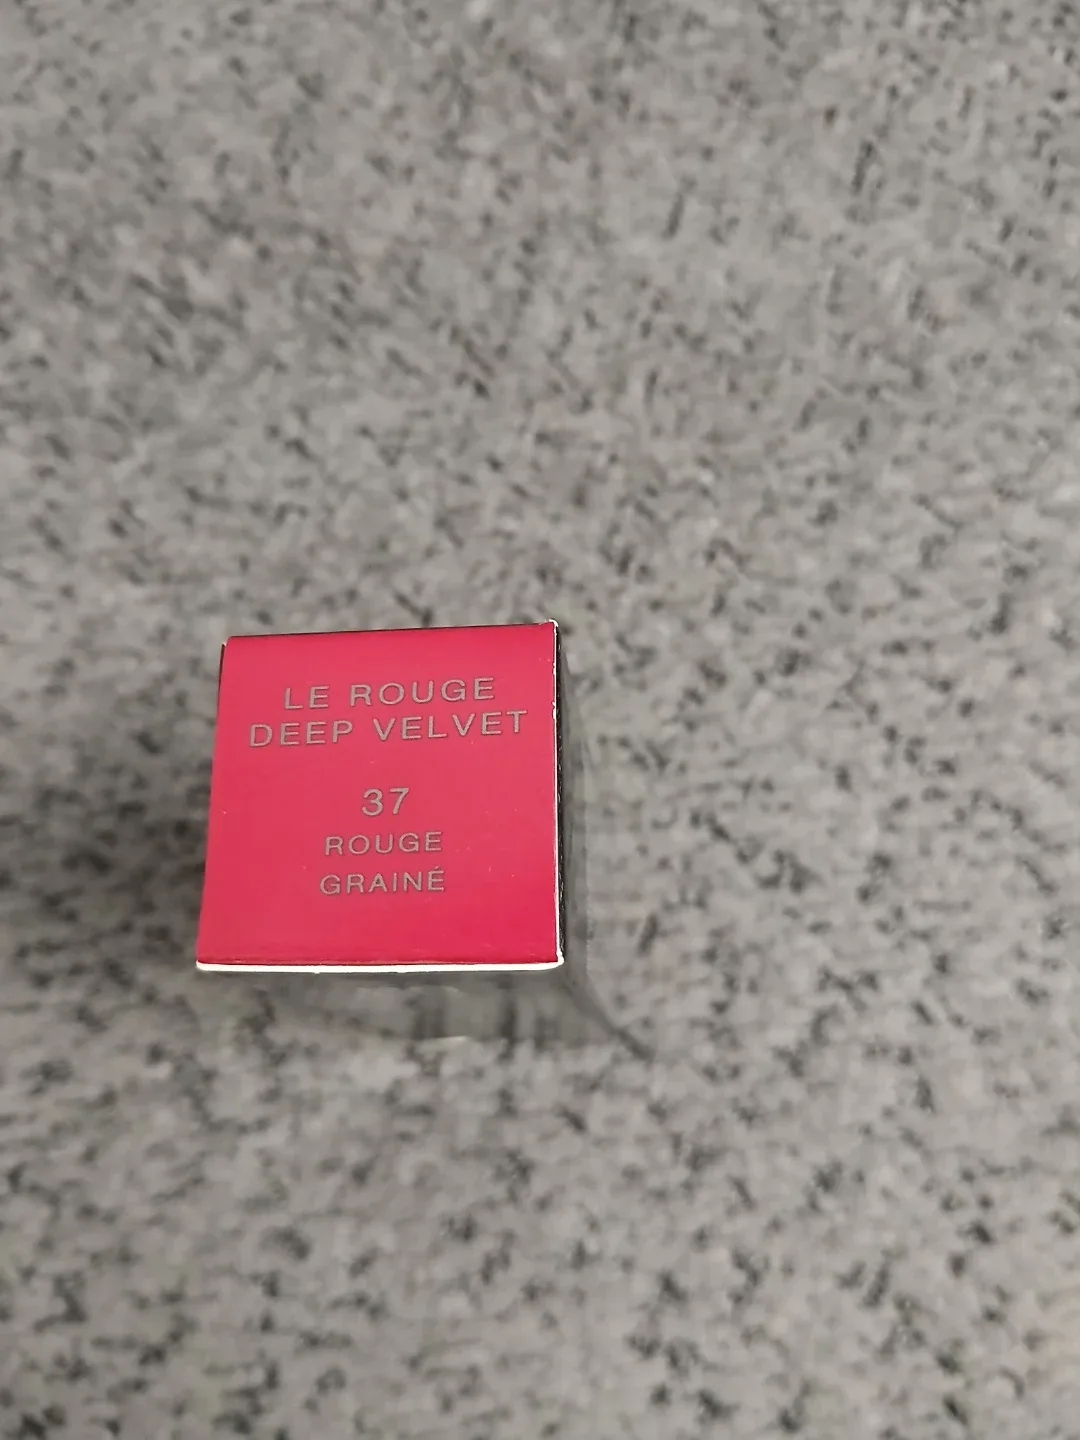 LE ROUGE
DEEP VELVET
37
ROUGE
GRAINÉ